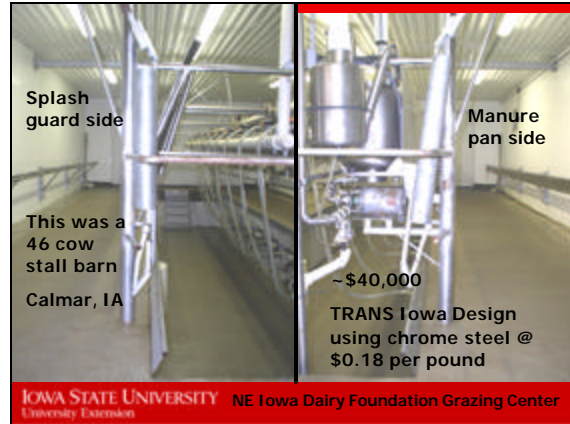 Splash
guard side
This was a
46 cow
stall barn
Calmar, IA
Manure
pan side
~$40,000
TRANS Iowa Design
using chrome steel @
$0.18 per pound
IOWA STATE UNIVERSITY
University Extension
NE Iowa Dairy Foundation Grazing Center